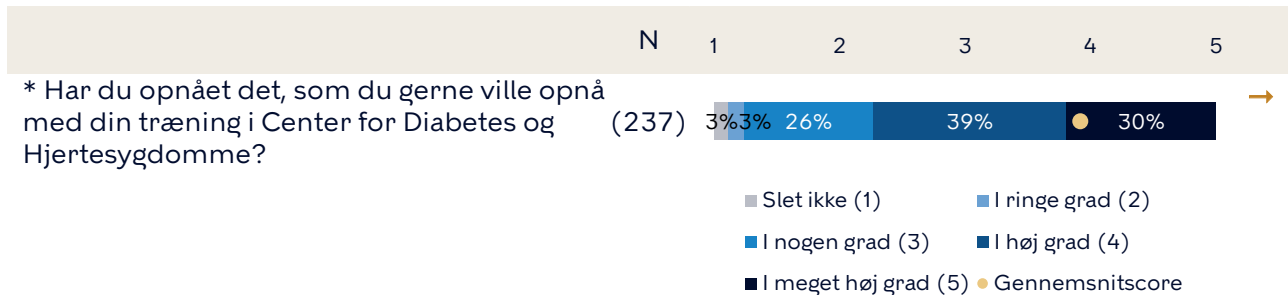 N 1 2 3 4 5
* Har du opnået det, som du gerne ville opnå
med din træning i Center for Diabetes og
Hjertesygdomme?
(237) 3% 3% 26% 39% 30% →
Slet ikke (1) I ringe grad (2)
I nogen grad (3) I høj grad (4)
I meget høj grad (5) Gennemsnitscore